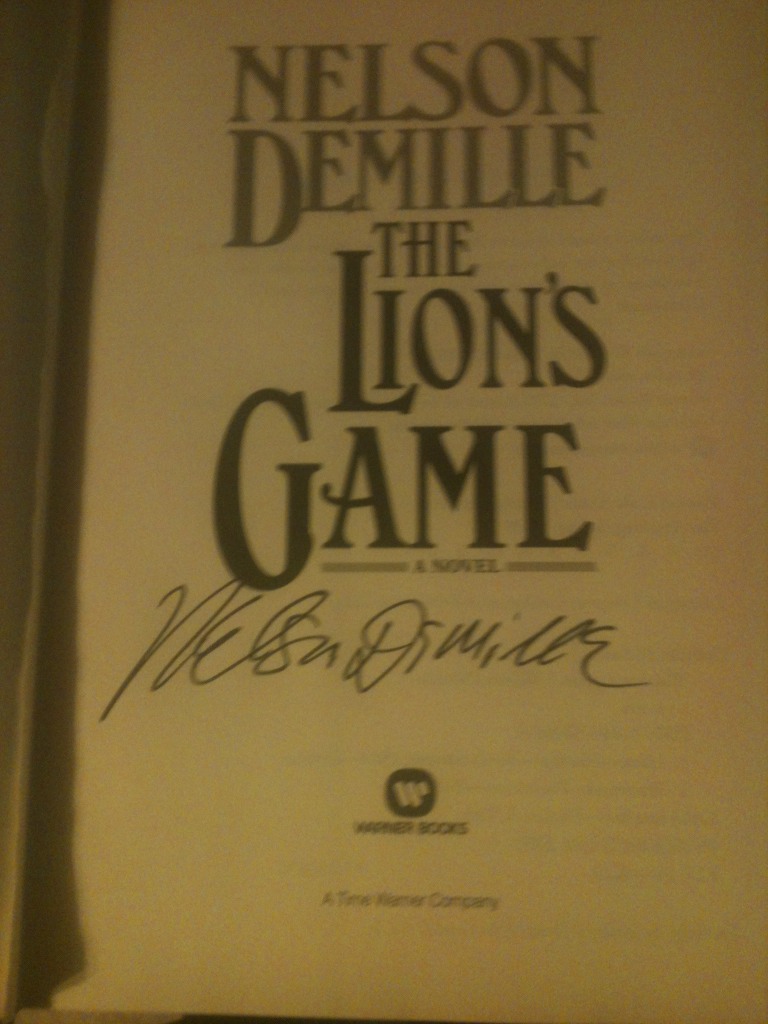 NELSON
DEMILLE
THE
LION'S
GAME
A NOVEL
Nelson DeMille
WARNER BOOKS
A Time Warner Company